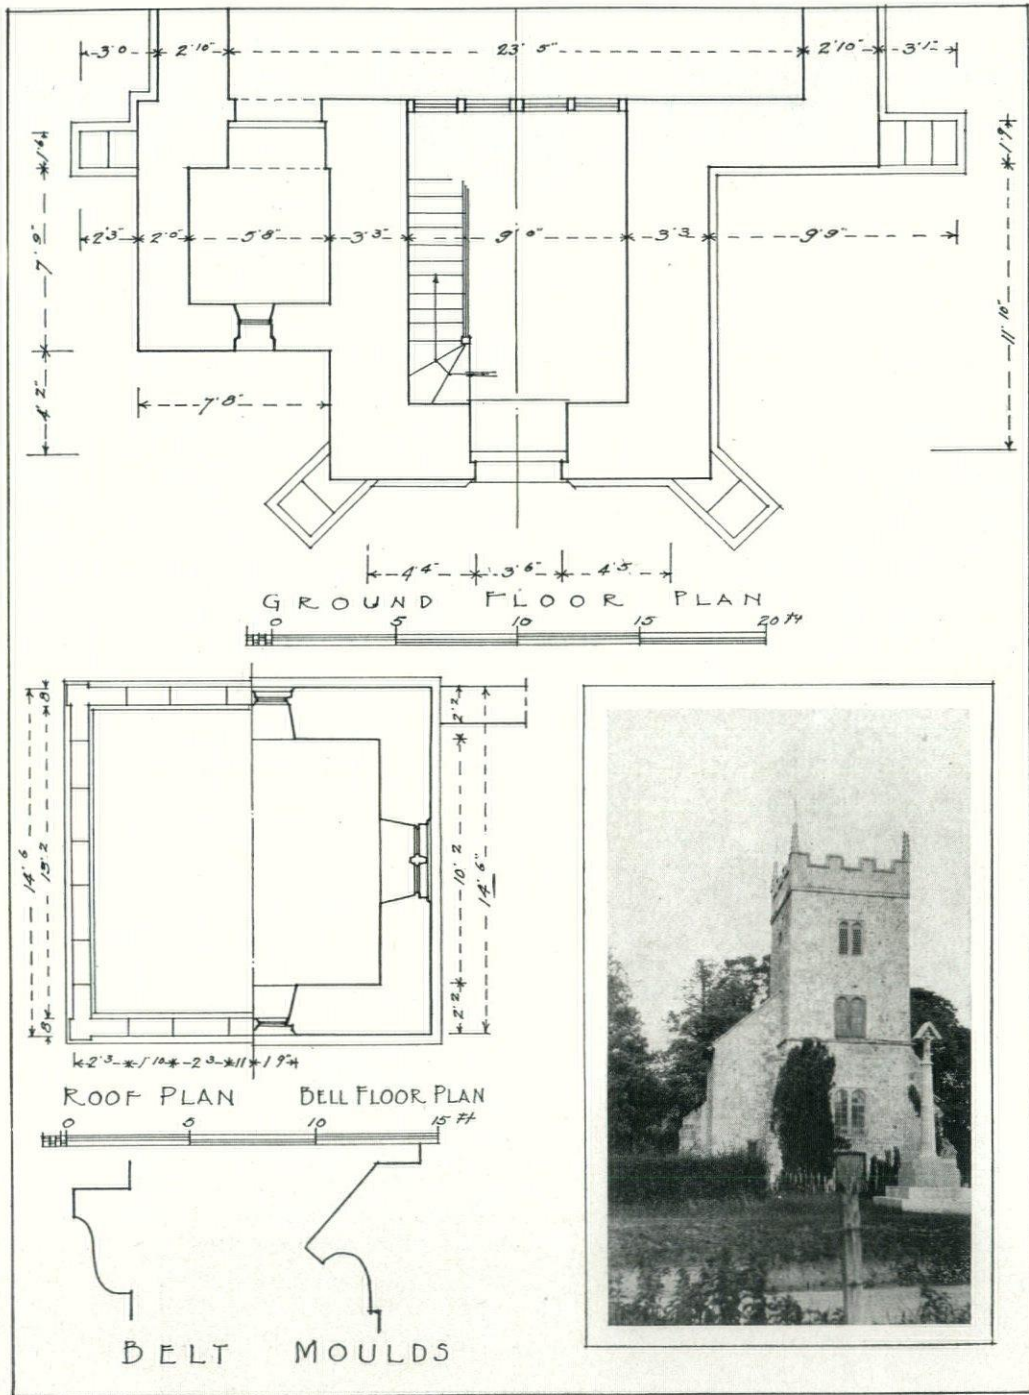 3' 0 2' 10" 23' 5" 2' 10" 3' 1"
1' 6 1' 9"
2' 3" 2' 0" 5' 8" 3' 3" 9' 0" 3' 3 9' 9"
7' 9" 11' 10"
7' 8"
4' 2"
4' 4" 3' 6" 4' 5
GROUND FLOOR PLAN
0 5 10 15 20 Ft
8 2' 2
14' 6 13' 2 10' 2 14' 6"
8 2' 2
2' 3 1' 10 2' 3 11 1' 9"
ROOF PLAN BELL FLOOR PLAN
0 5 10 15 Ft
BELT MOULDS